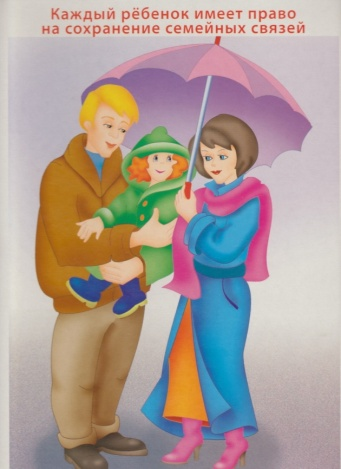 Каждый рёбенок имеет право
на сохранение семейных связей